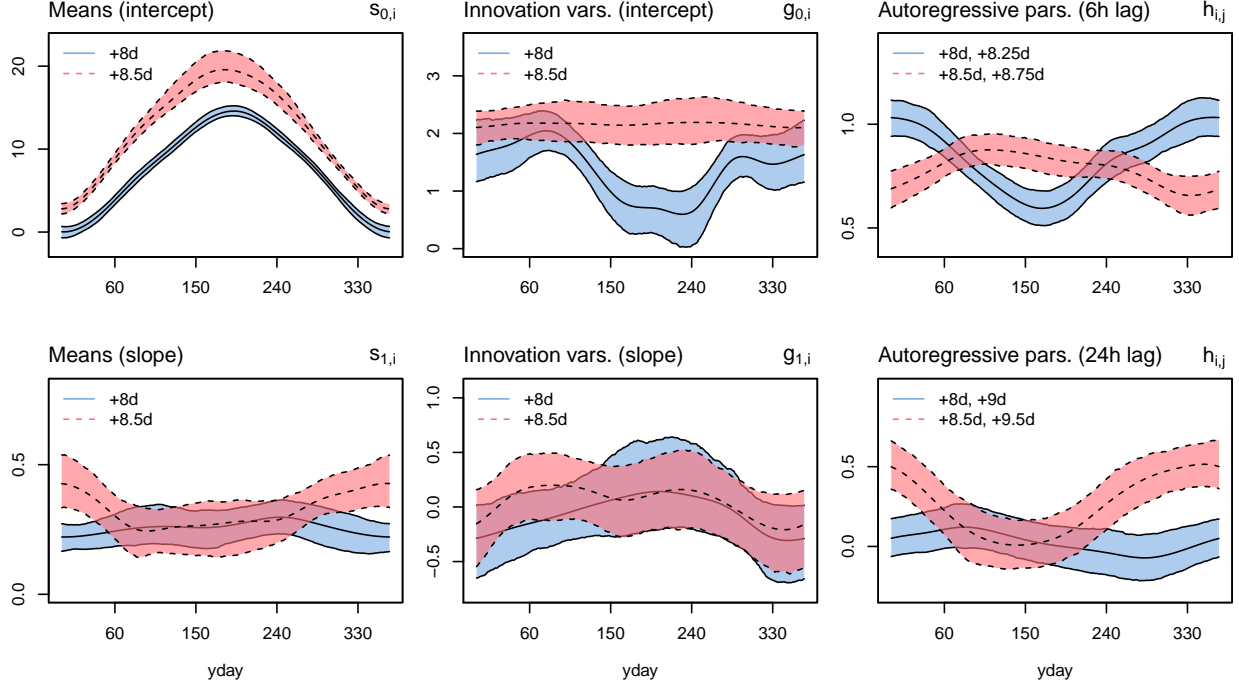 Means (intercept) s0,i
+8d
+8.5d
20
10
0
60 150 240 330
Innovation vars. (intercept) g0,i
+8d
+8.5d
3
2
1
0
60 150 240 330
Autoregressive pars. (6h lag) hi,j
+8d, +8.25d
+8.5d, +8.75d
1.0
0.5
60 150 240 330
Means (slope) s1,i
+8d
+8.5d
0.5
0.0
60 150 240 330
yday
Innovation vars. (slope) g1,i
+8d
+8.5d
1.0
0.5
0.0
−0.5
60 150 240 330
yday
Autoregressive pars. (24h lag) hi,j
+8d, +9d
+8.5d, +9.5d
0.5
0.0
60 150 240 330
yday